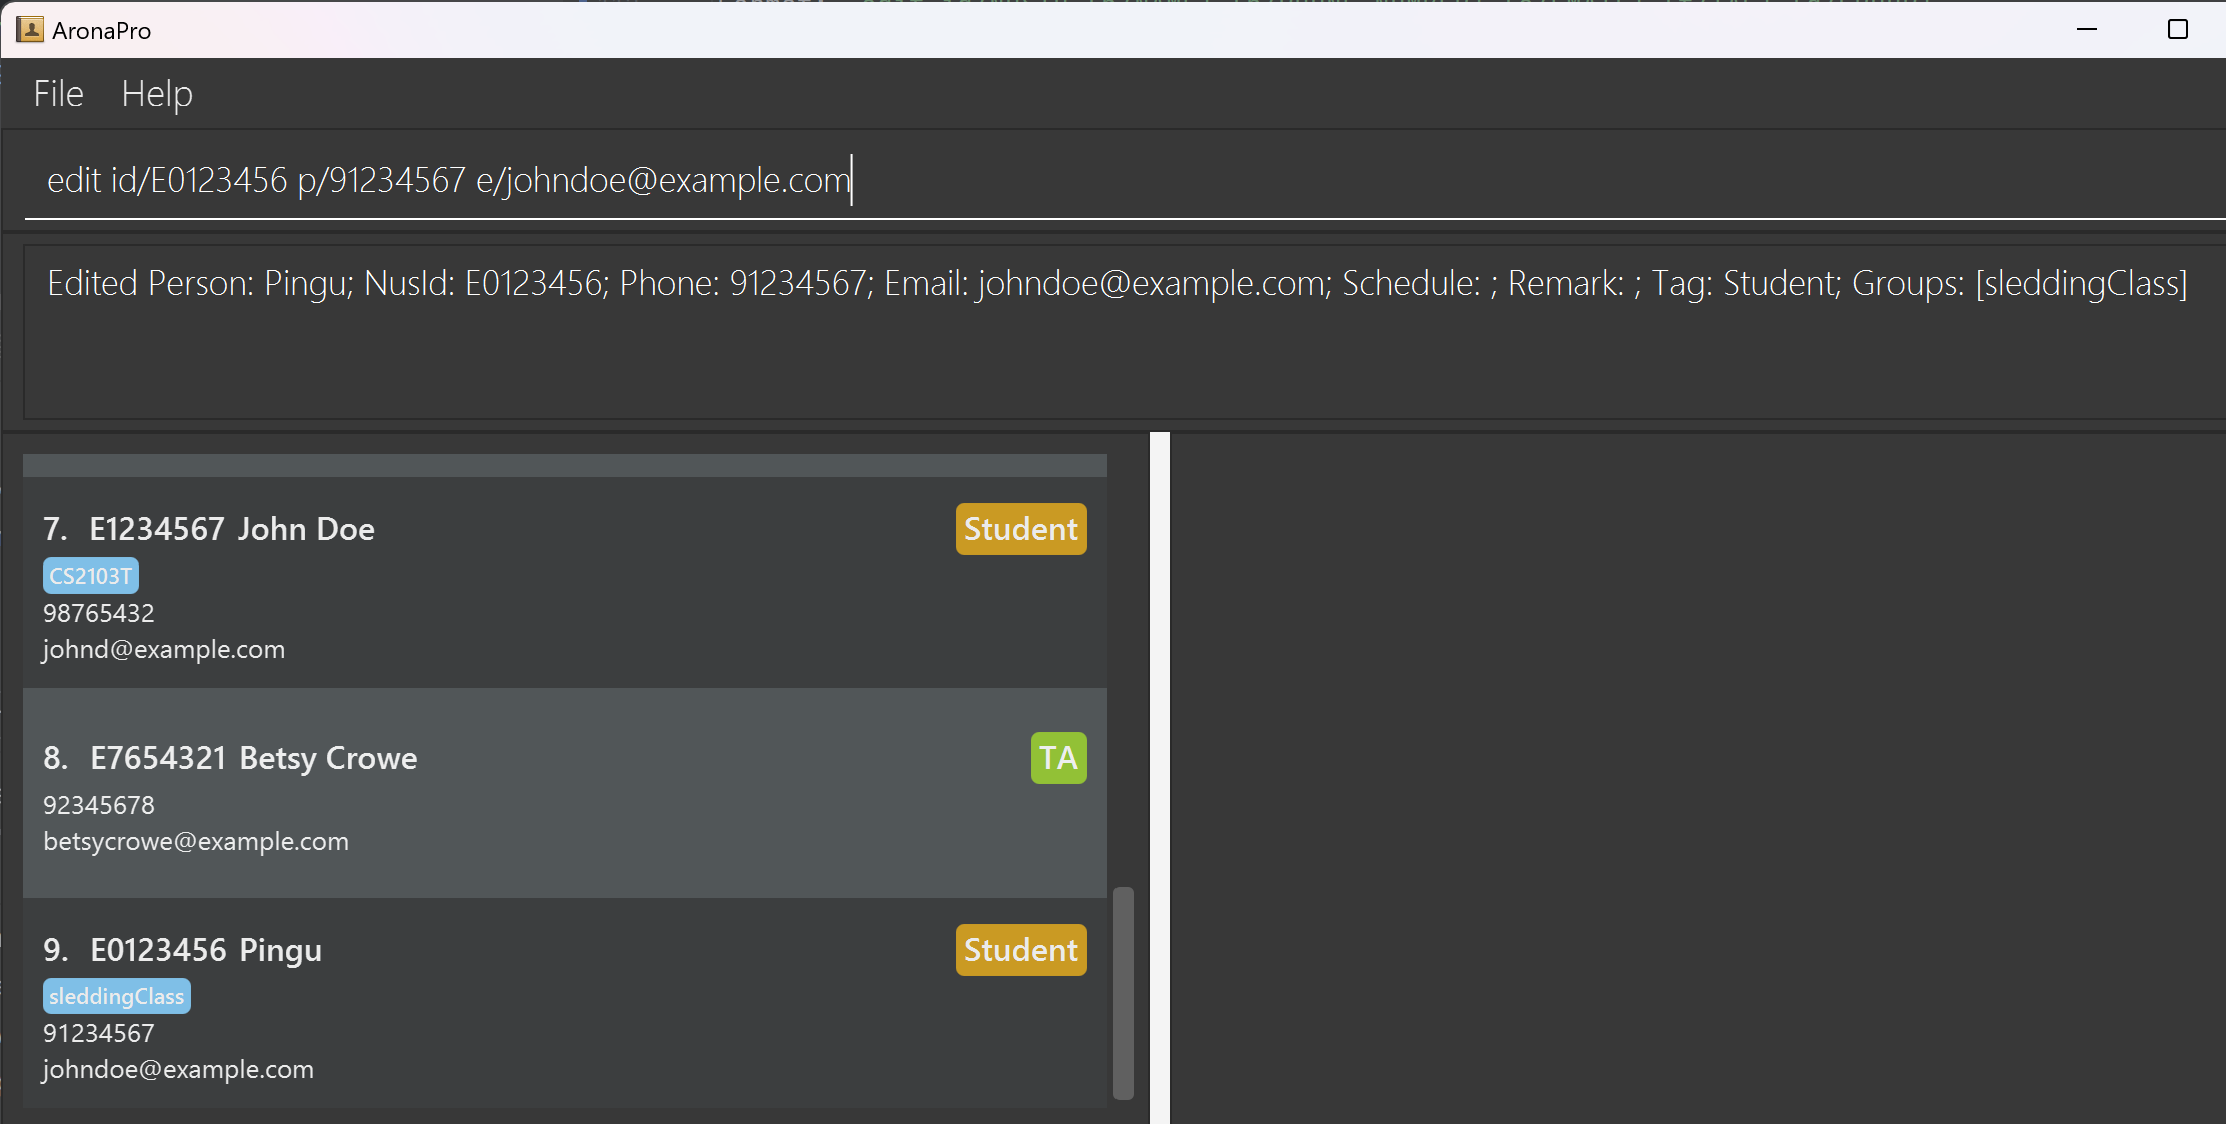 AronaPro
File Help
edit id/E0123456 p/91234567 e/johndoe@example.com
Edited Person: Pingu; NusId: E0123456; Phone: 91234567; Email: johndoe@example.com; Schedule: ; Remark: ; Tag: Student; Groups: [sleddingClass]
7. E1234567 John Doe Student
CS2103T
98765432
johnd@example.com
8. E7654321 Betsy Crowe TA
92345678
betsycrowe@example.com
9. E0123456 Pingu Student
sleddingClass
91234567
johndoe@example.com